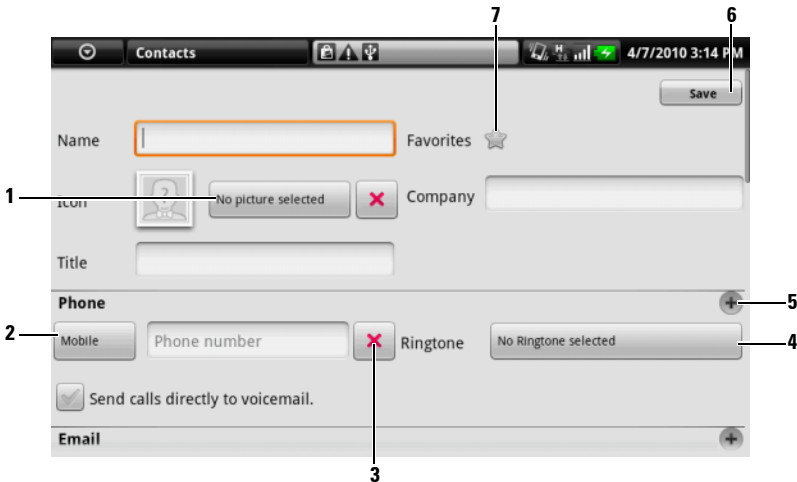 7 6
Contacts 4/7/2010 3:14 PM
Save
Name Favorites
1 Icon No picture selected Company
Title
Phone 5
2 Mobile Phone number Ringtone No Ringtone selected 4
Send calls directly to voicemail.
Email
3